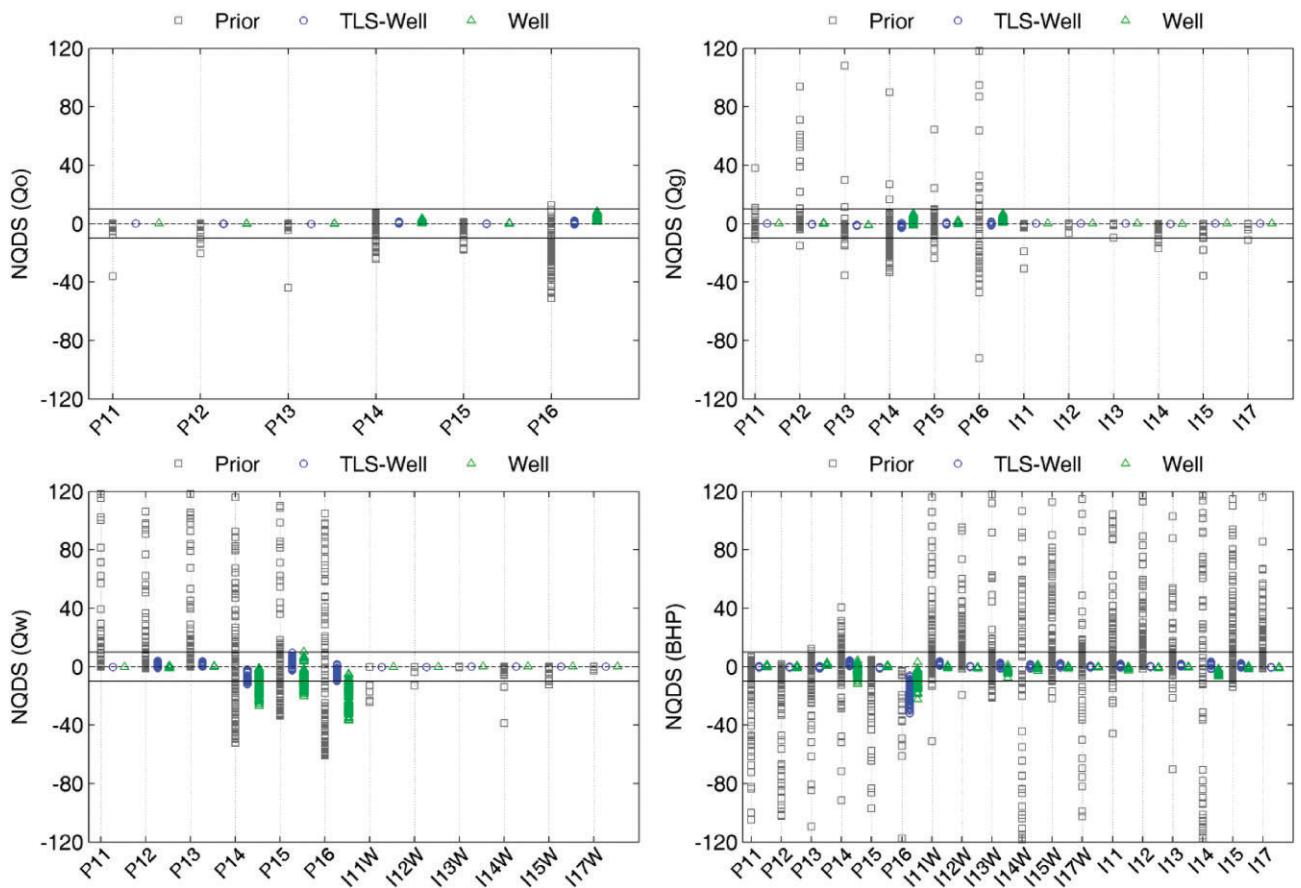 Prior TLS-Well Well
120
80
40
0
-40
-80
-120
NQDS (Qo)
P11 P12 P13 P14 P15 P16
Prior TLS-Well Well
120
80
40
0
-40
-80
-120
NQDS (Qg)
P11 P12 P13 P14 P15 P16 I11 I12 I13 I14 I15 I17
Prior TLS-Well Well
120
80
40
0
-40
-80
-120
NQDS (Qw)
P11 P12 P13 P14 P15 P16 I11W I12W I13W I14W I15W I17W
Prior TLS-Well Well
120
80
40
0
-40
-80
-120
NQDS (BHP)
P11 P12 P13 P14 P15 P16 I11W I12W I13W I14W I15W I17W I11 I12 I13 I14 I15 I17